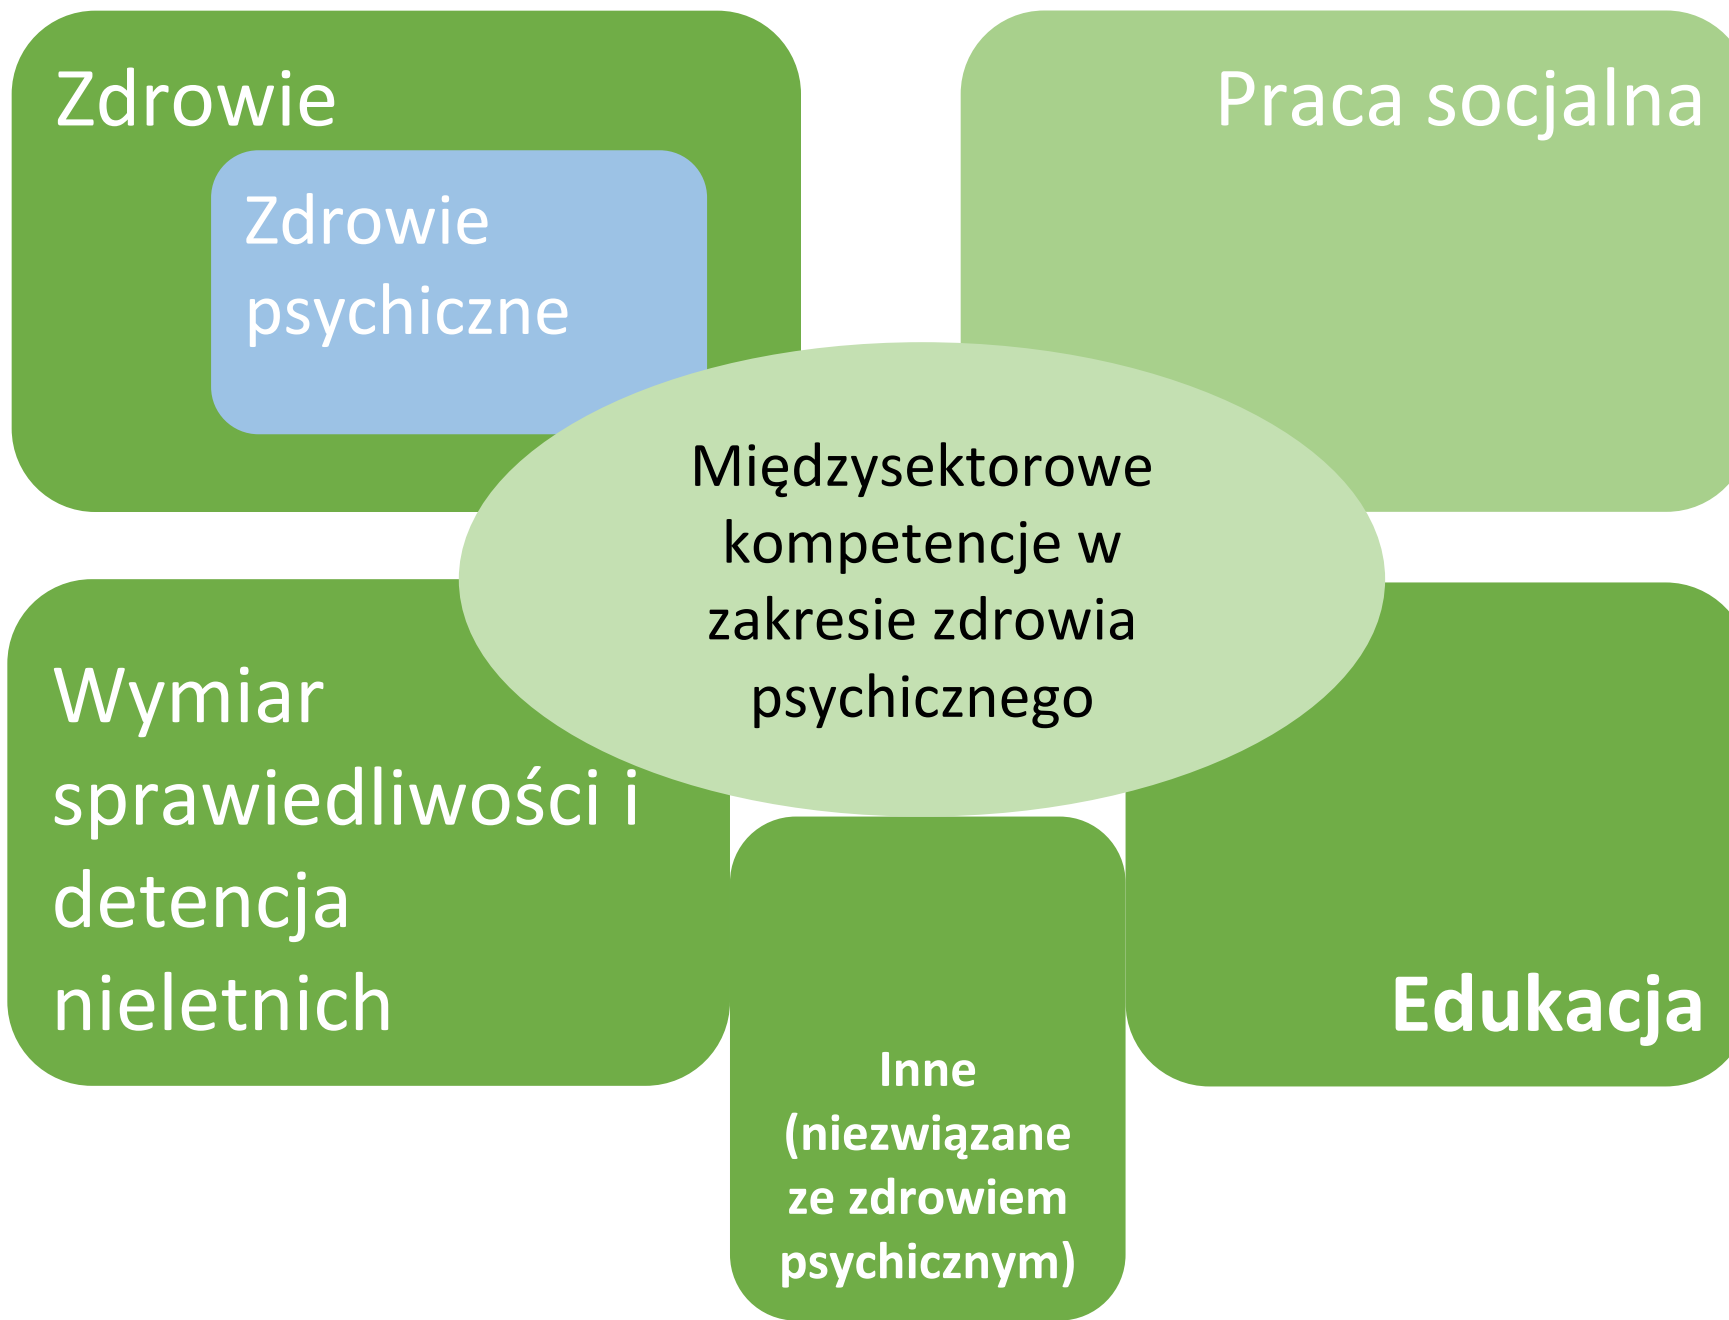 Zdrowie
Praca socjalna
Zdrowie
psychiczne
Międzysektorowe
kompetencje w
zakresie zdrowia
psychicznego
Wymiar
sprawiedliwości i
detencja
nieletnich
Edukacja
Inne
(niezwiązane
ze zdrowiem
psychicznym)